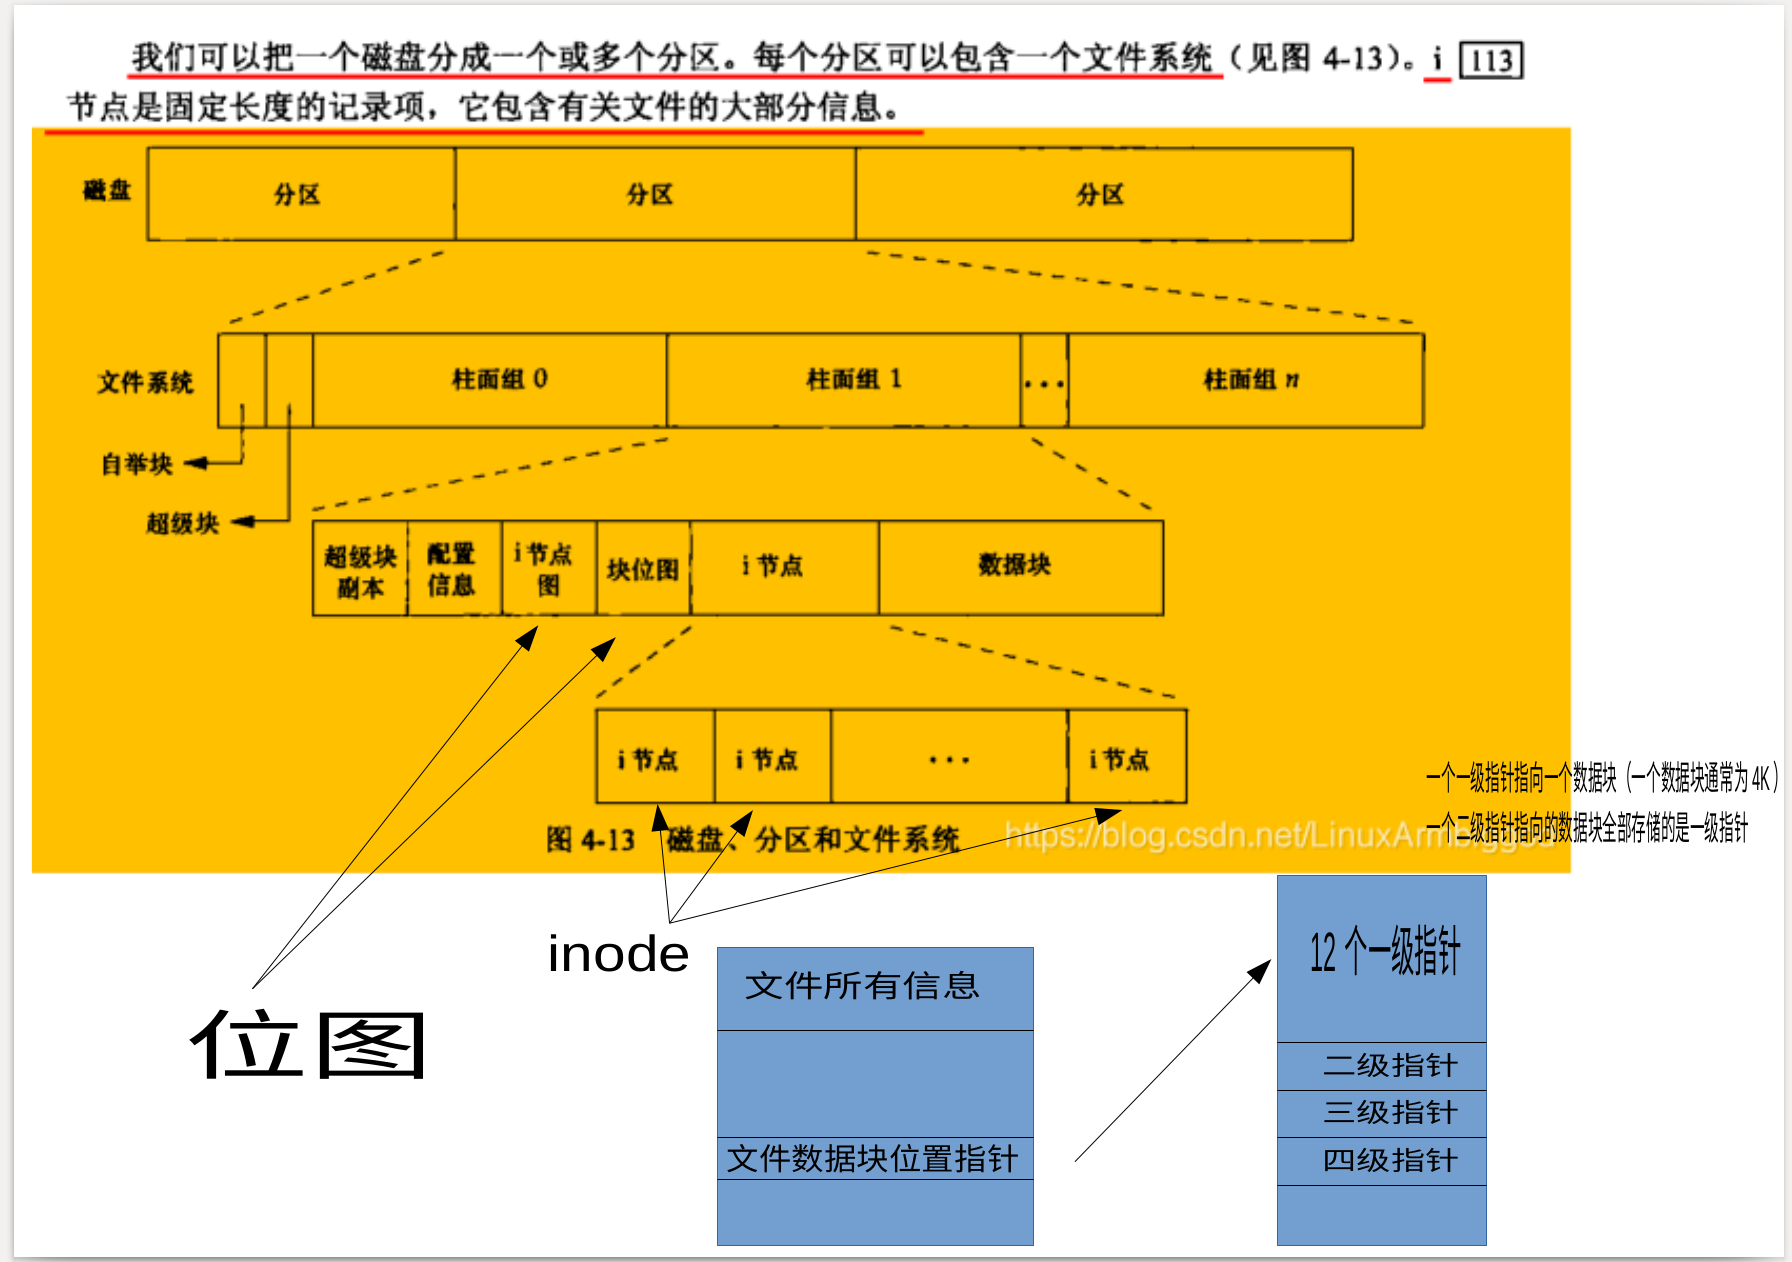 我们可以把一个磁盘分成一个或多个分区。每个分区可以包含一个文件系统（见图 4-13）。i 113
节点是固定长度的记录项，它包含有关文件的大部分信息。
磁盘 分区 分区 分区
文件系统 柱面组 0 柱面组 1 ... 柱面组 n
自举块
超级块
超级块
副本
配置
信息
i 节点
图
块位图
i 节点
数据块
i 节点 i 节点 ... i 节点
一个一级指针指向一个数据块（一个数据块通常为 4K）
一个二级指针指向的数据块全部存储的是一级指针
图 4-13 磁盘、分区和文件系统
inode
位图
文件所有信息
文件数据块位置指针
12 个一级指针
二级指针
三级指针
四级指针